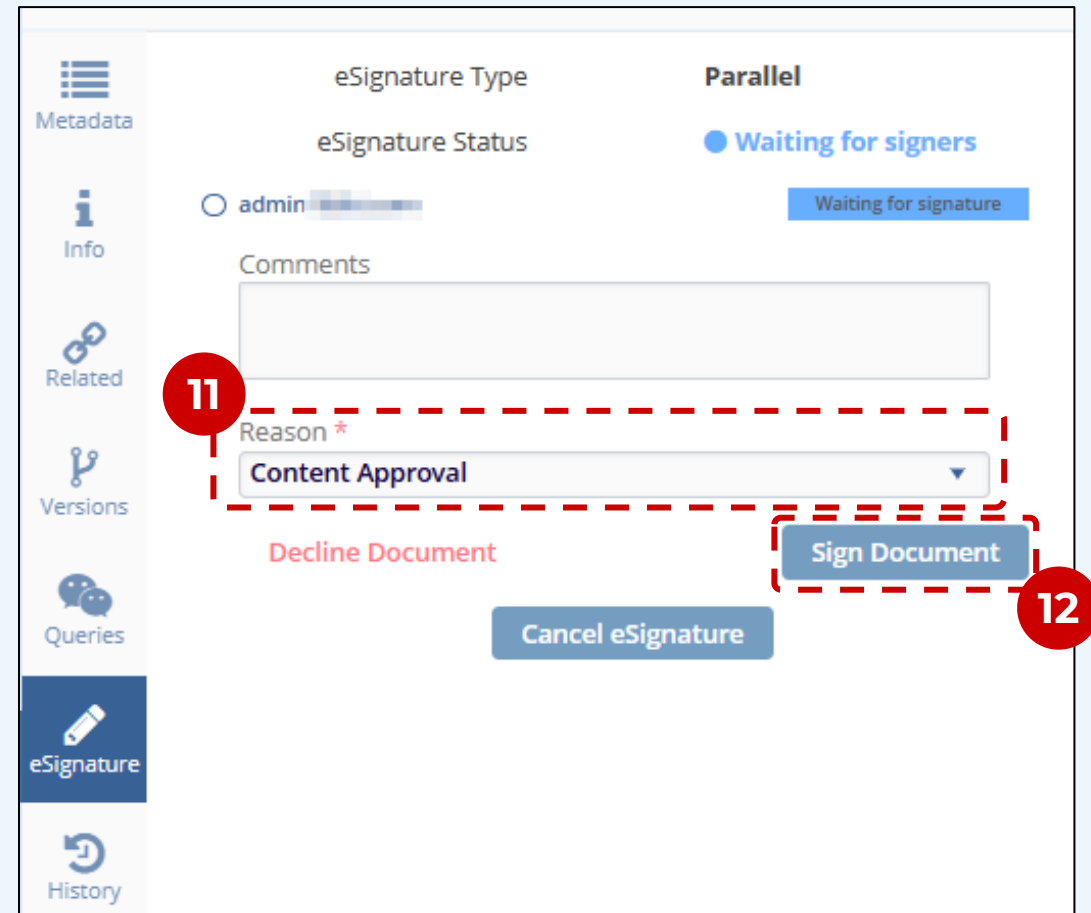 Metadata
Info
Related
Versions
Queries
eSignature
History
eSignature Type Parallel
eSignature Status Waiting for signers
admin Waiting for signature
Comments
11
Reason *
Content Approval
Decline Document Sign Document
12
Cancel eSignature